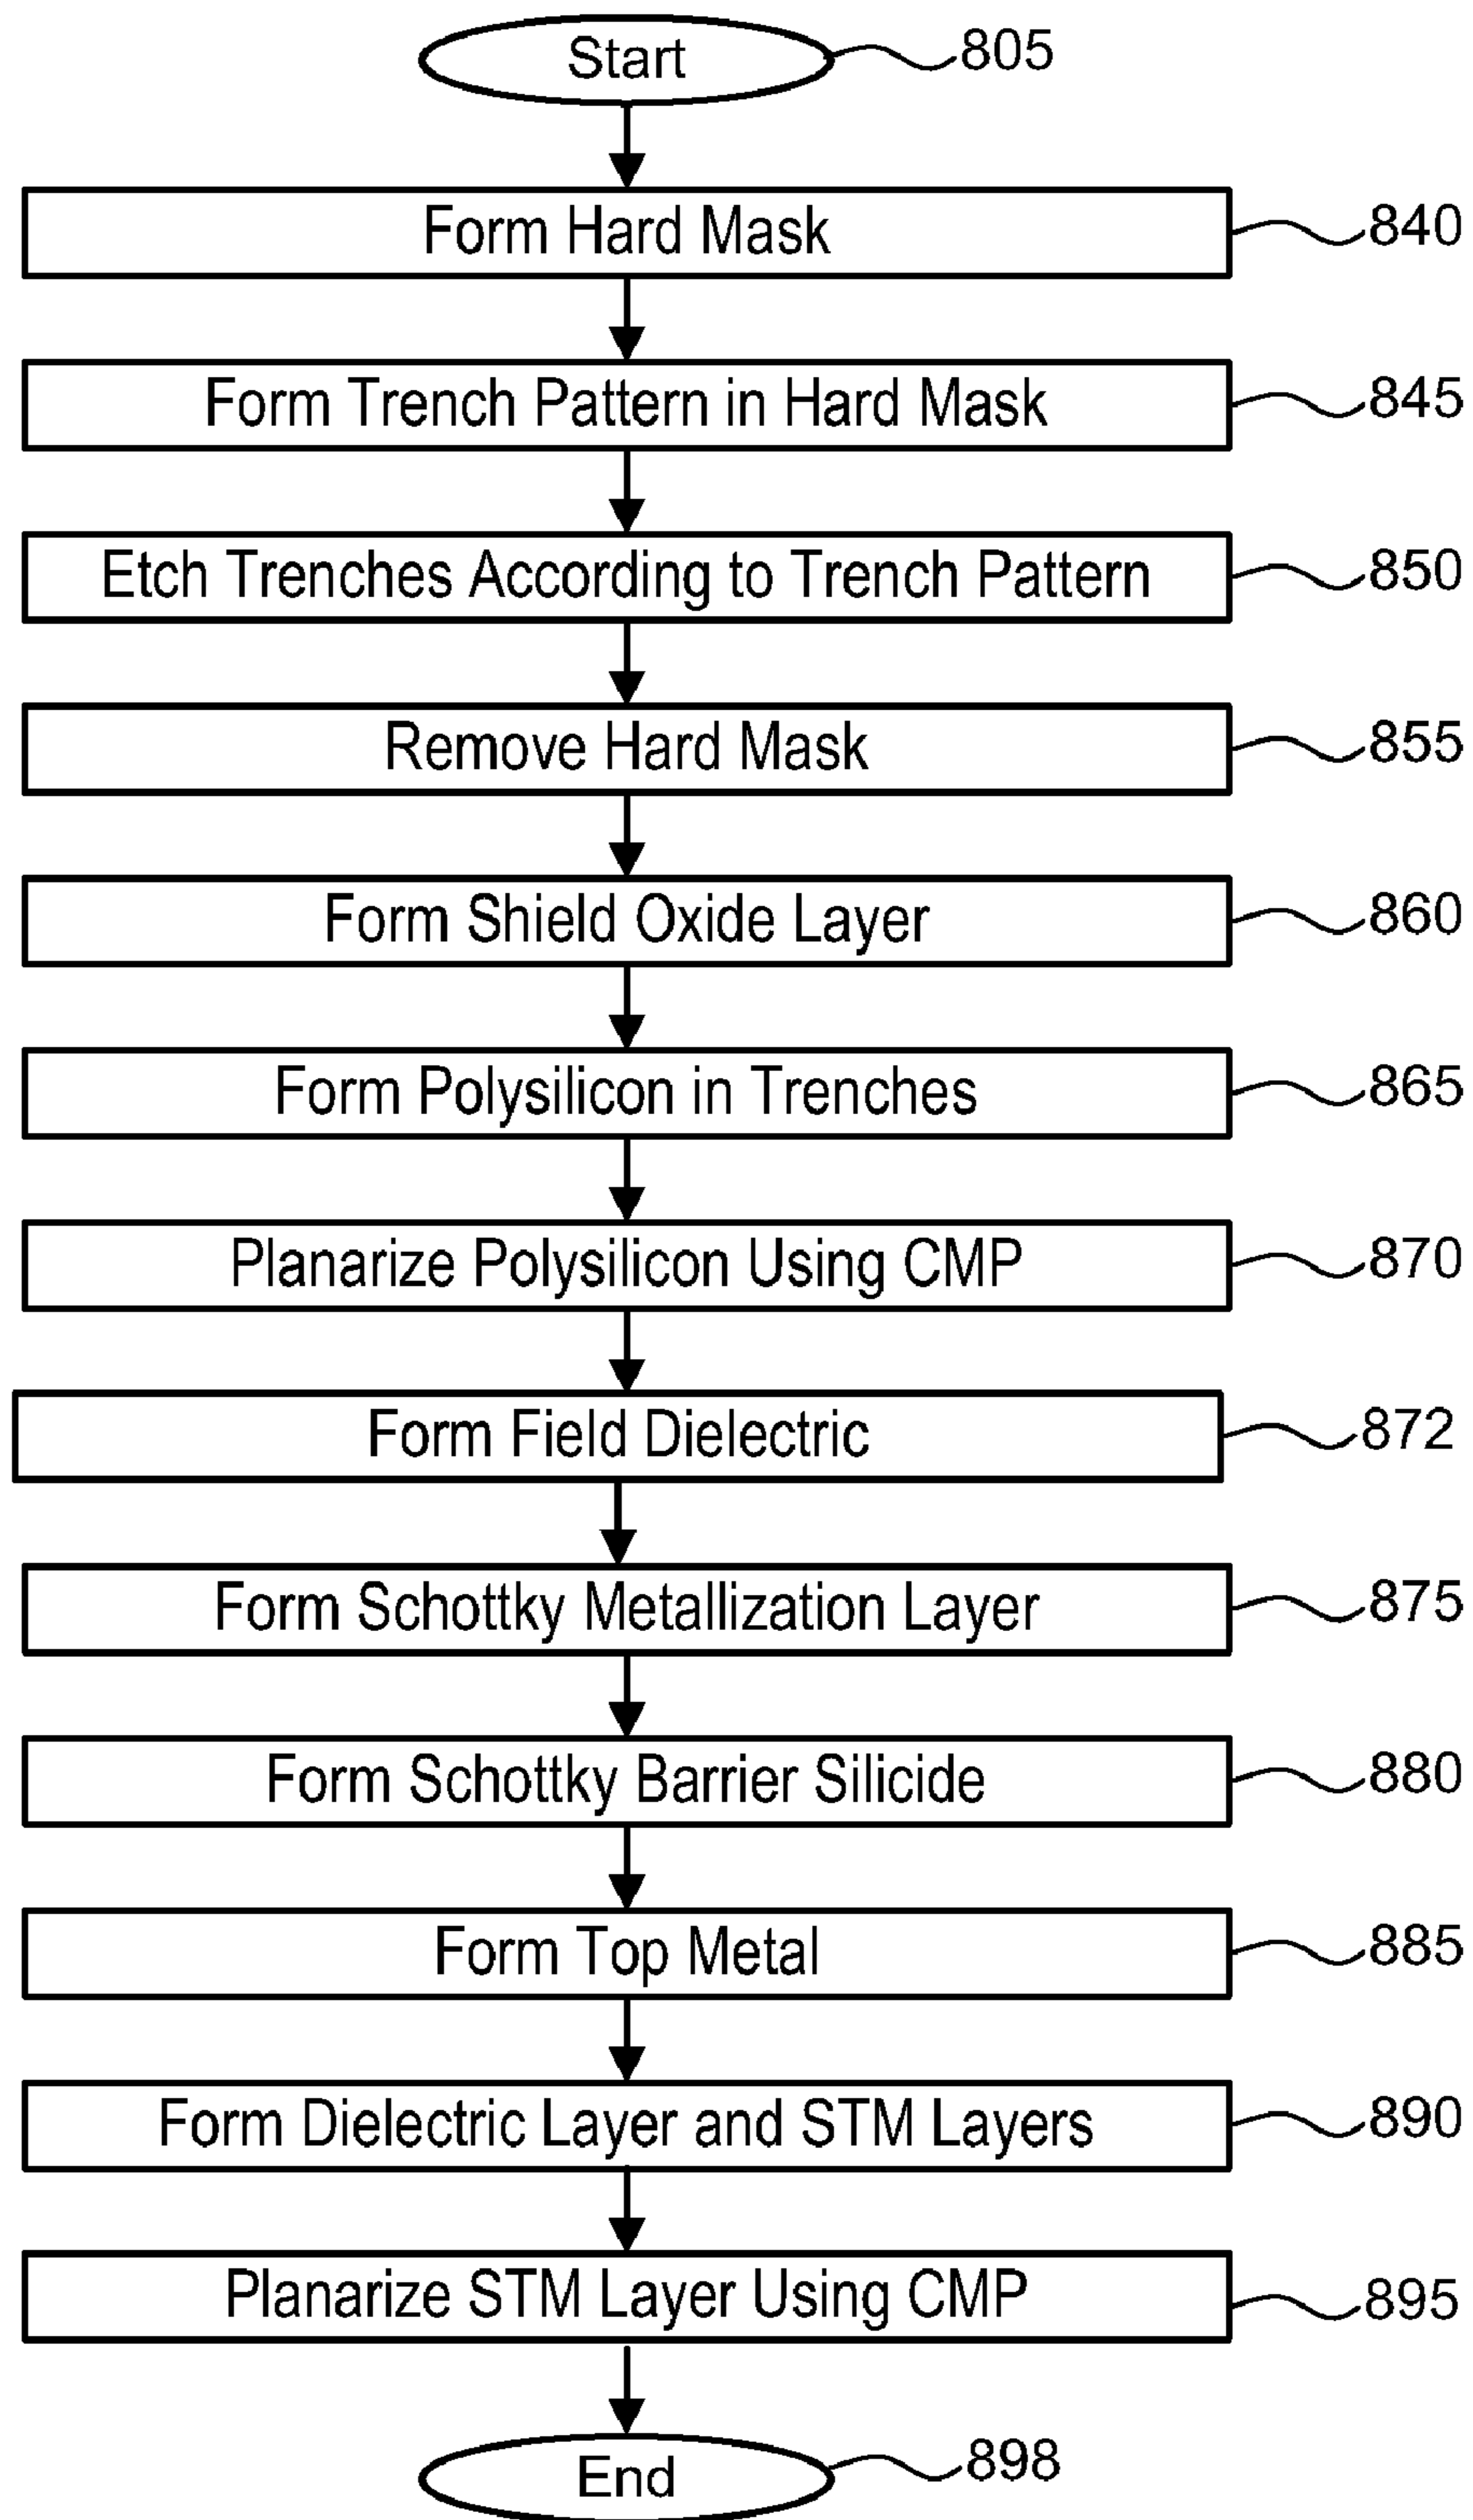 Start 805
Form Hard Mask 840
Form Trench Pattern in Hard Mask 845
Etch Trenches According to Trench Pattern 850
Remove Hard Mask 855
Form Shield Oxide Layer 860
Form Polysilicon in Trenches 865
Planarize Polysilicon Using CMP 870
Form Field Dielectric 872
Form Schottky Metallization Layer 875
Form Schottky Barrier Silicide 880
Form Top Metal 885
Form Dielectric Layer and STM Layers 890
Planarize STM Layer Using CMP 895
End 898